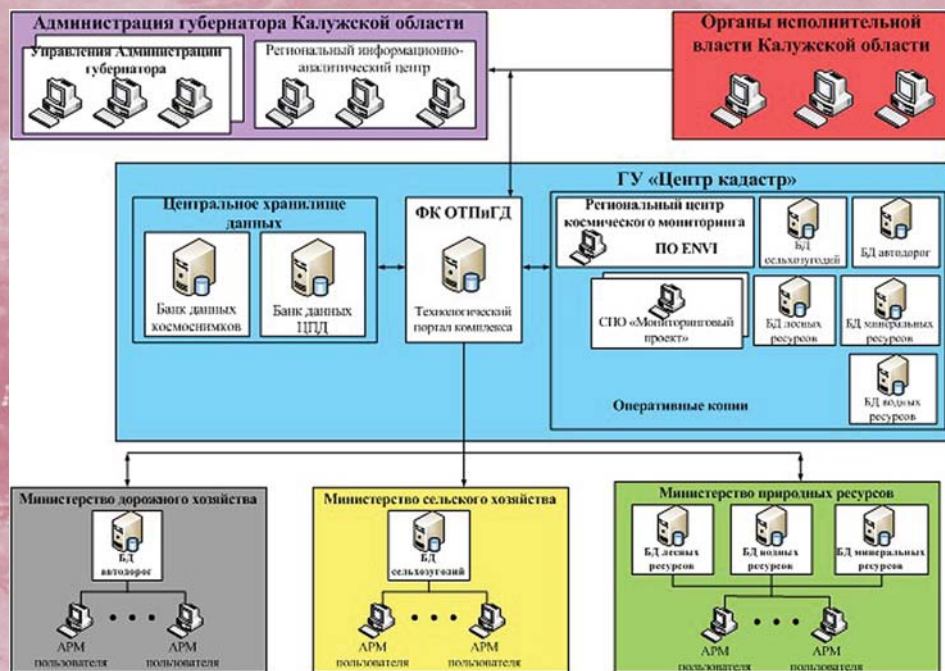 Администрация губернатора Калужской области
Управления Администрации
губернатора
Региональный информационно-
аналитический центр
Органы исполнительной
власти Калужской области
ГУ «Центр кадастр»
Центральное хранилище
данных
Банк данных
космоснимков
Банк данных
ЦПД
ФК ОТПиГД
Технологический
портал комплекса
Региональный центр
космического мониторинга
ПО ENVI
СПО «Мониторинговый
проект»
БД
сельхозугодий
БД автодорог
БД лесных
ресурсов
БД минеральных
ресурсов
БД водных
ресурсов
Оперативные копии
Министерство дорожного хозяйства
БД
автодорог
АРМ
пользователя
АРМ
пользователя
Министерство сельского хозяйства
БД
сельхозугодий
АРМ
пользователя
АРМ
пользователя
Министерство природных ресурсов
БД лесных
ресурсов
БД водных
ресурсов
БД минеральных
ресурсов
АРМ
пользователя
АРМ
пользователя